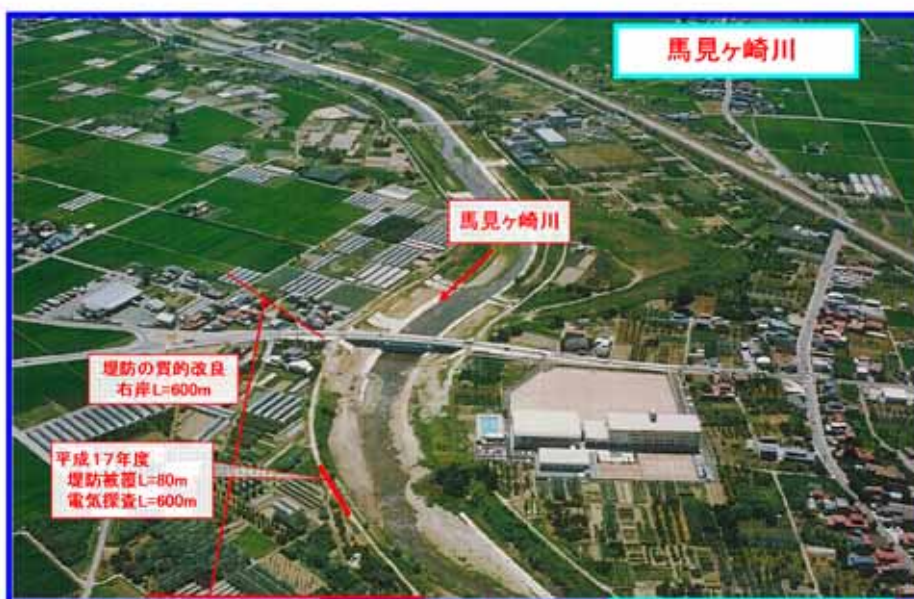 馬見ヶ崎川
馬見ヶ崎川
堤防の質的改良
右岸L=600m
平成17年度
堤防被覆L=80m
電気探査L=600m